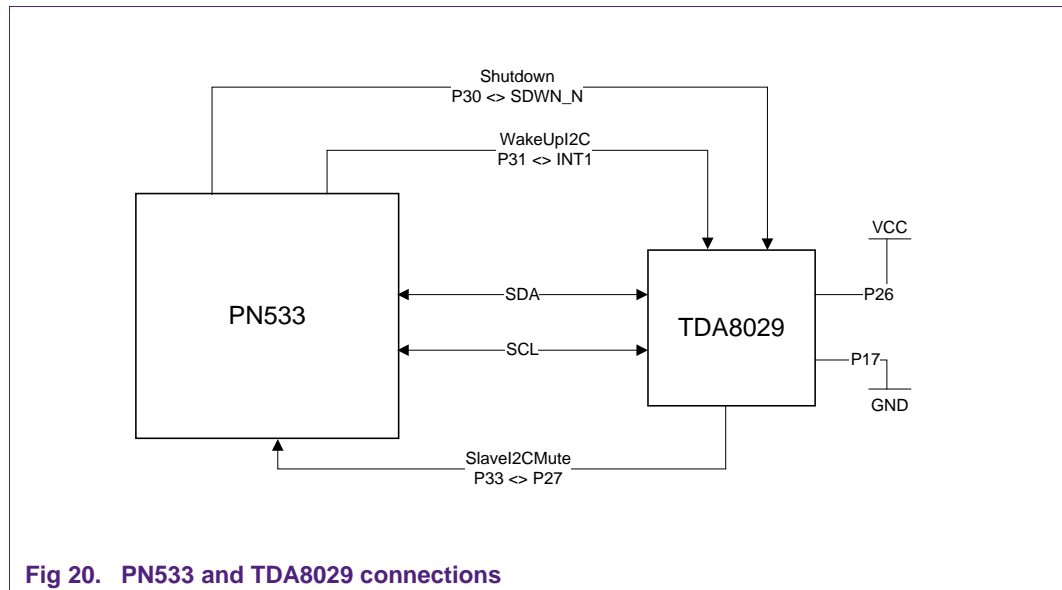 Shutdown
P30 <> SDWN_N
WakeUpI2C
P31 <> INT1
VCC
PN533
SDA
TDA8029
P26
SCL
P17
GND
SlaveI2CMute
P33 <> P27
Fig 20. PN533 and TDA8029 connections